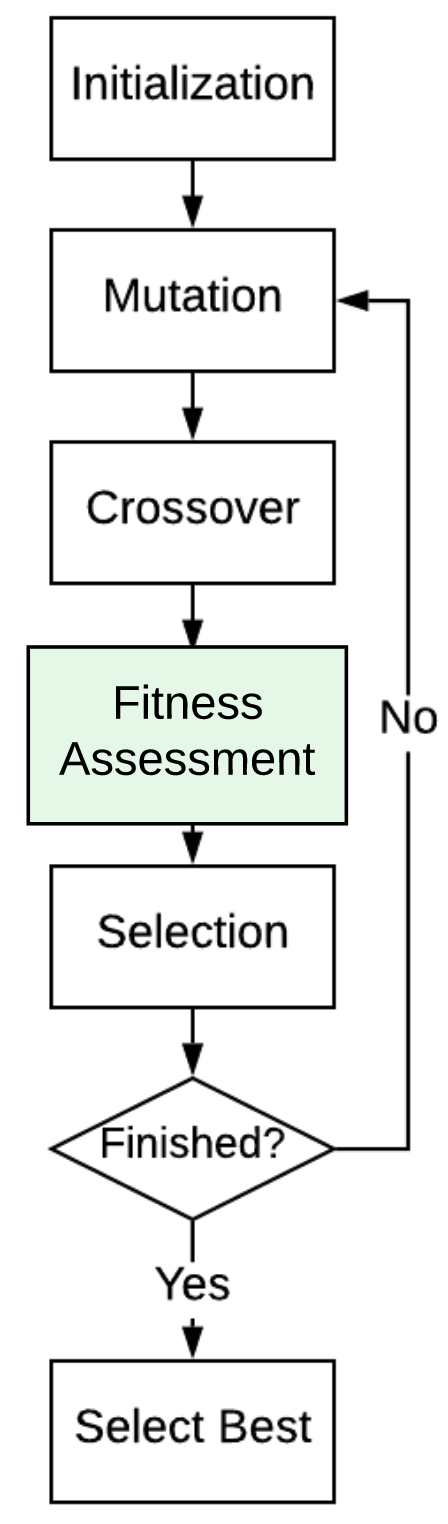 Initialization
Mutation
Crossover
Fitness
Assessment
No
Selection
Finished?
Yes
Select Best